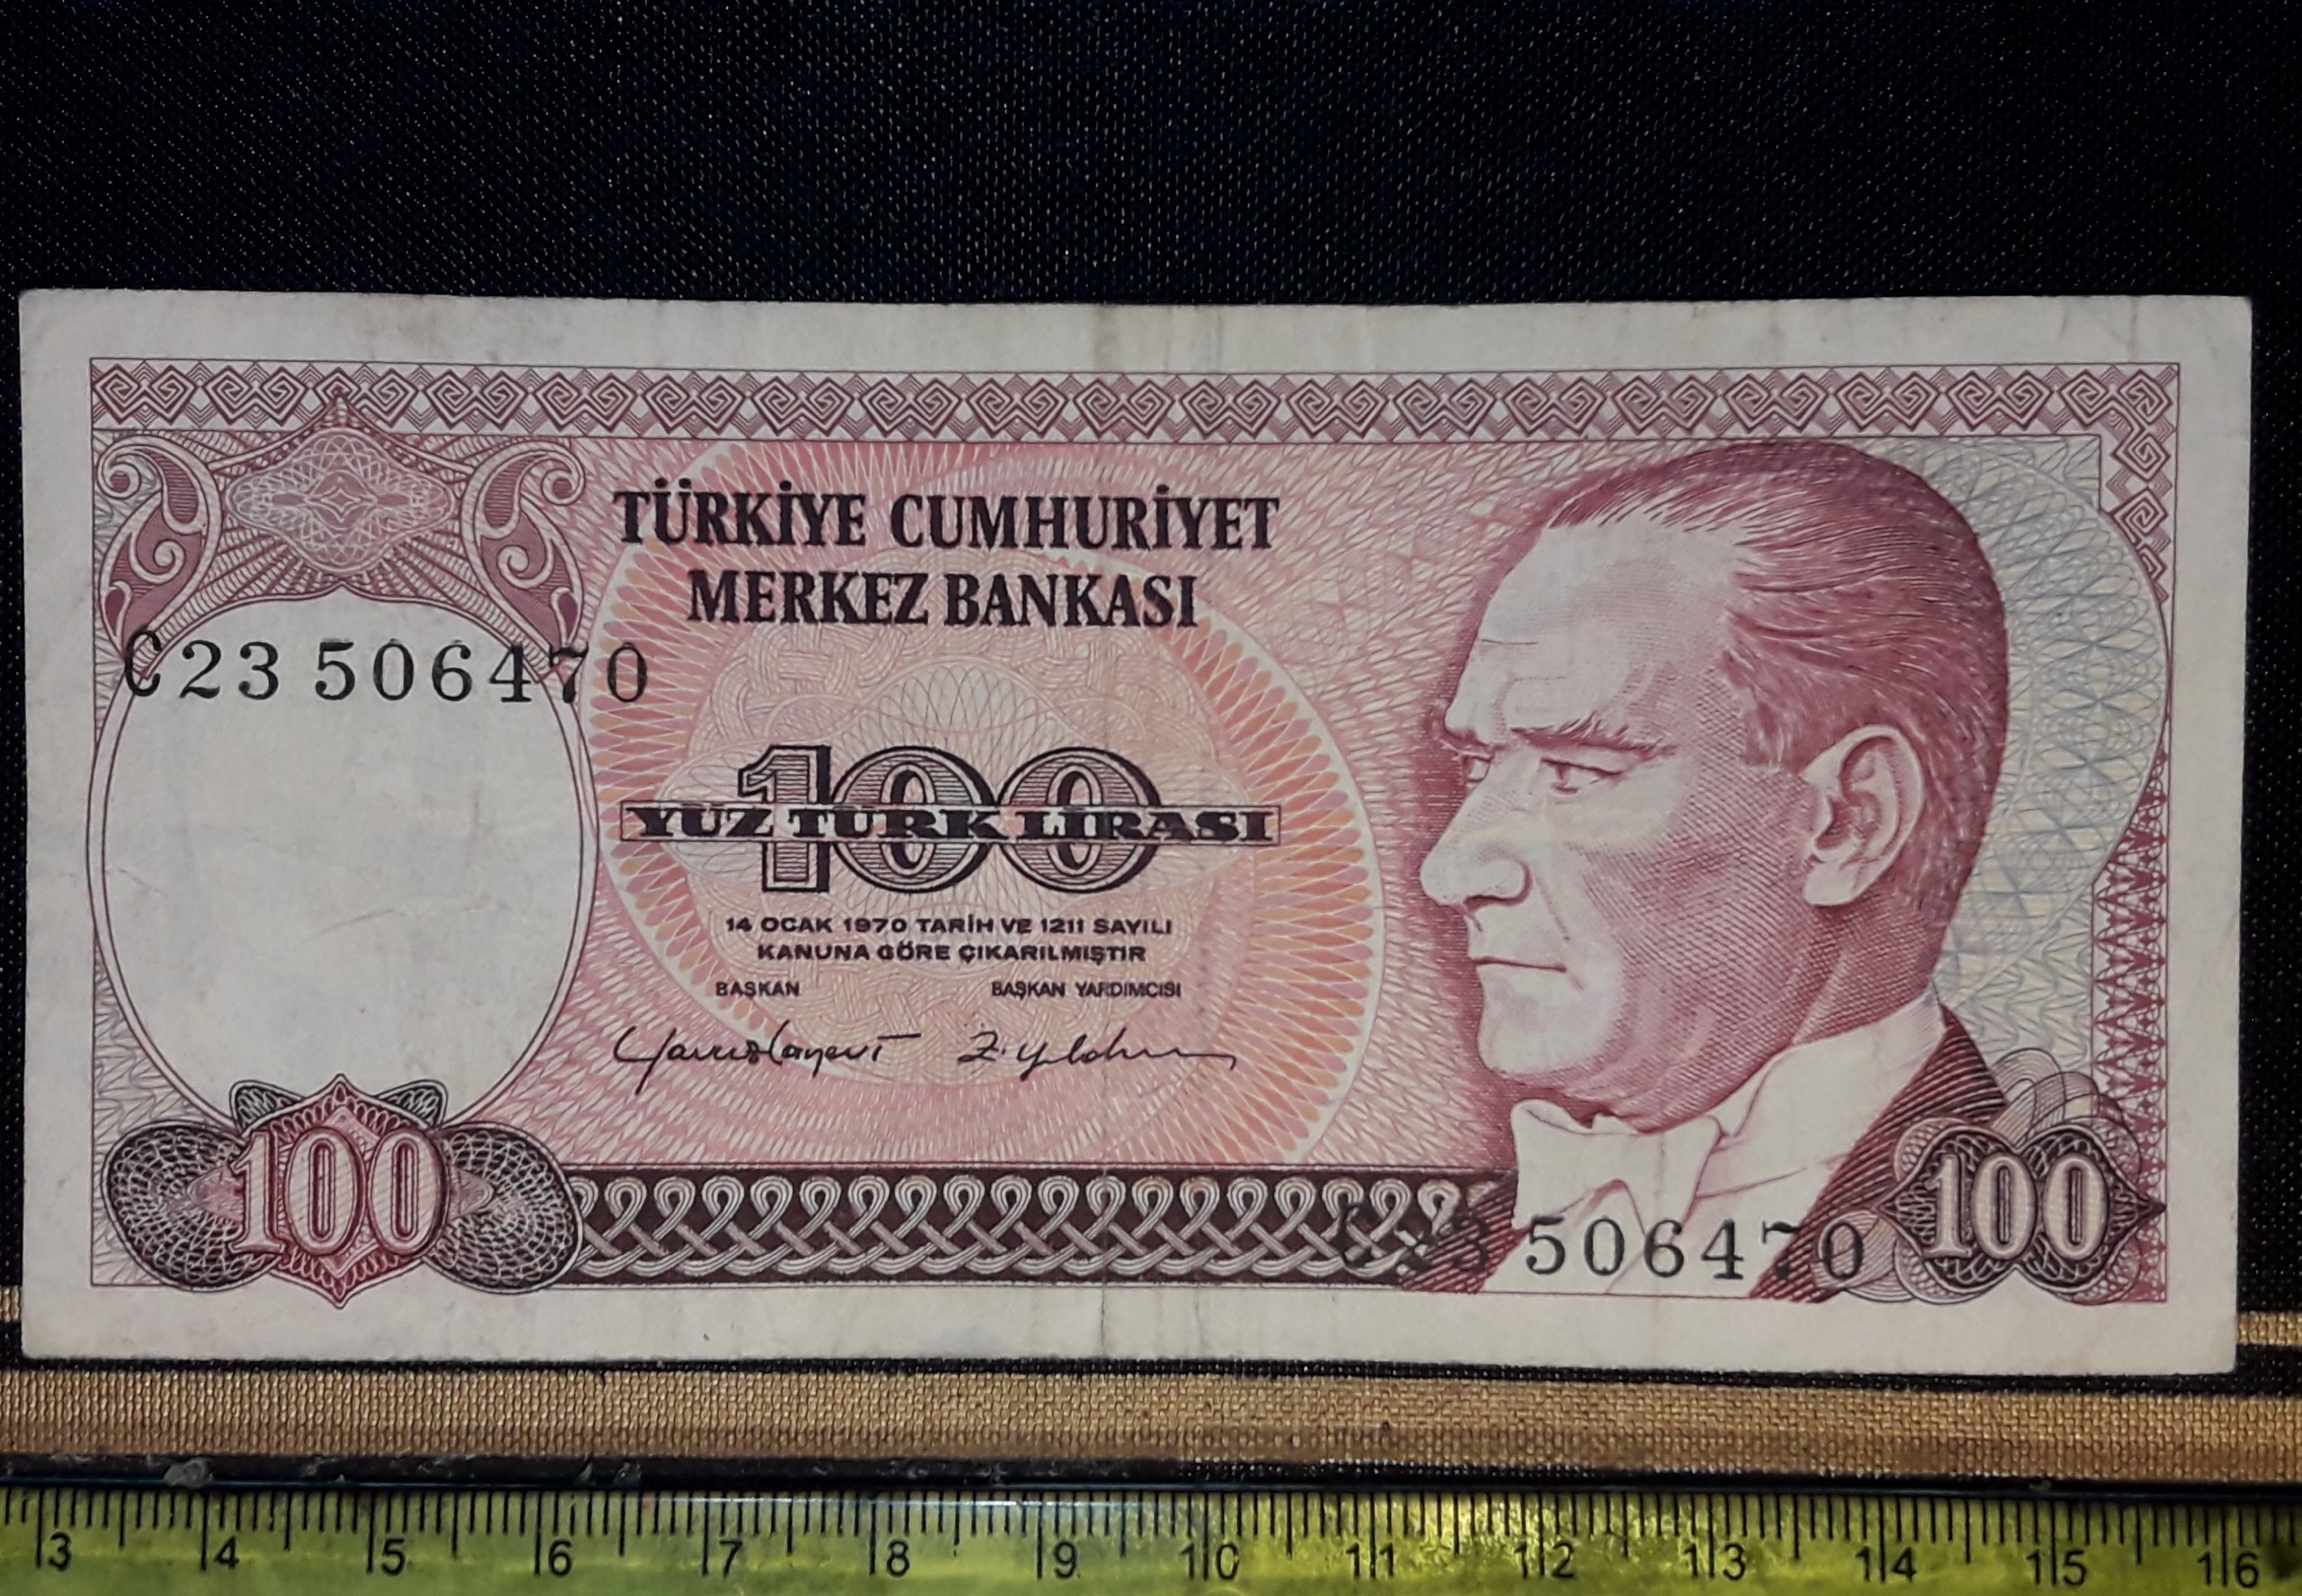 TÜRKİYE CUMHURİYET
MERKEZ BANKASI
C23 506470
100
YÜZ TÜRK LİRASI
14 OCAK 1970 TARİH VE 1211 SAYILI
KANUNA GÖRE ÇIKARILMIŞTIR
BAŞKAN BAŞKAN YARDIMCISI
100
C23 506470
100
3 4 5 6 7 8 9 10 11 12 13 14 15 16